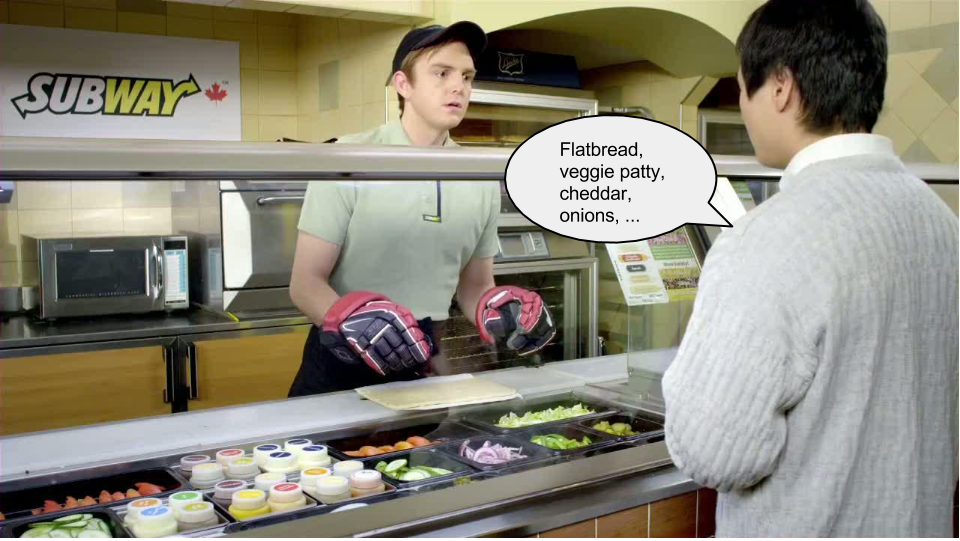 SUBWAY
Flatbread,
veggie patty,
cheddar,
onions, ...